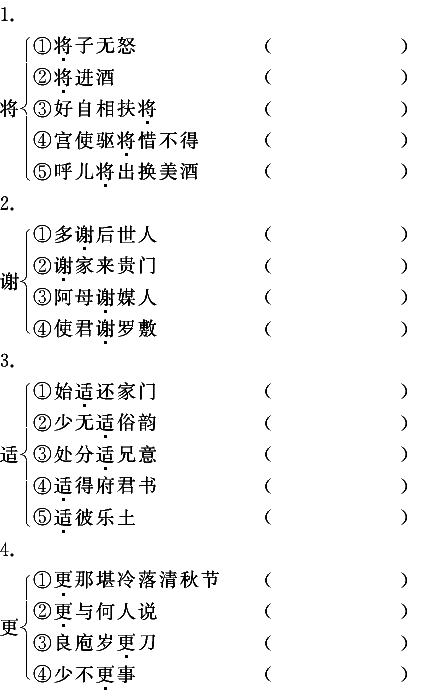 1.
将
①将子无怒 (    )
②将进酒 (    )
③好自相扶将 (    )
④宫使驱将惜不得 (    )
⑤呼儿将出换美酒 (    )
2.
谢
①多谢后世人 (    )
②谢家来贵门 (    )
③阿母谢媒人 (    )
④使君谢罗敷 (    )
3.
适
①始适还家门 (    )
②少无适俗韵 (    )
③处分适兄意 (    )
④适得府君书 (    )
⑤适彼乐土 (    )
4.
更
①更那堪冷落清秋节 (    )
②更与何人说 (    )
③良庖岁更刀 (    )
④少不更事 (    )